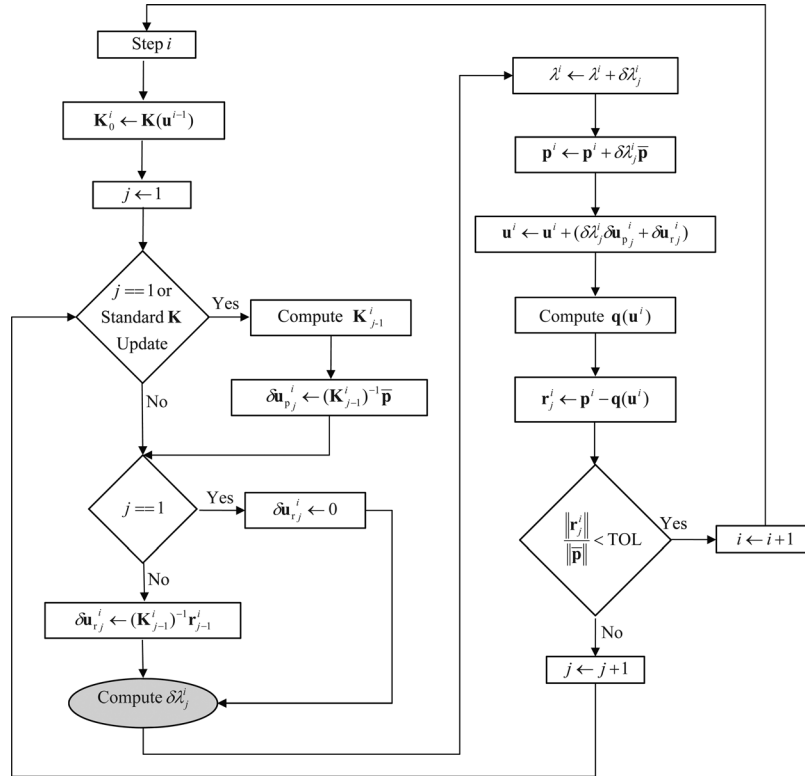 Step i
K₀ⁱ ← K(uⁱ⁻¹)
j ← 1
j == 1 or
Standard K
Update
Yes
Compute Kⁱⱼ₋₁
No
δu_pⱼⁱ ← (Kⁱⱼ₋₁)⁻¹ p̅
j == 1
Yes
δu_rⱼⁱ ← 0
No
δu_rⱼⁱ ← (Kⁱⱼ₋₁)⁻¹ rⁱⱼ₋₁
Compute δλⱼⁱ
λⁱ ← λⁱ + δλⱼⁱ
pⁱ ← pⁱ + δλⱼⁱ p̅
uⁱ ← uⁱ + (δλⱼⁱ δu_pⱼⁱ + δu_rⱼⁱ)
Compute q(uⁱ)
rⱼⁱ ← pⁱ − q(uⁱ)
‖rⱼⁱ‖ / ‖p̅‖ < TOL
Yes
i ← i + 1
No
j ← j + 1